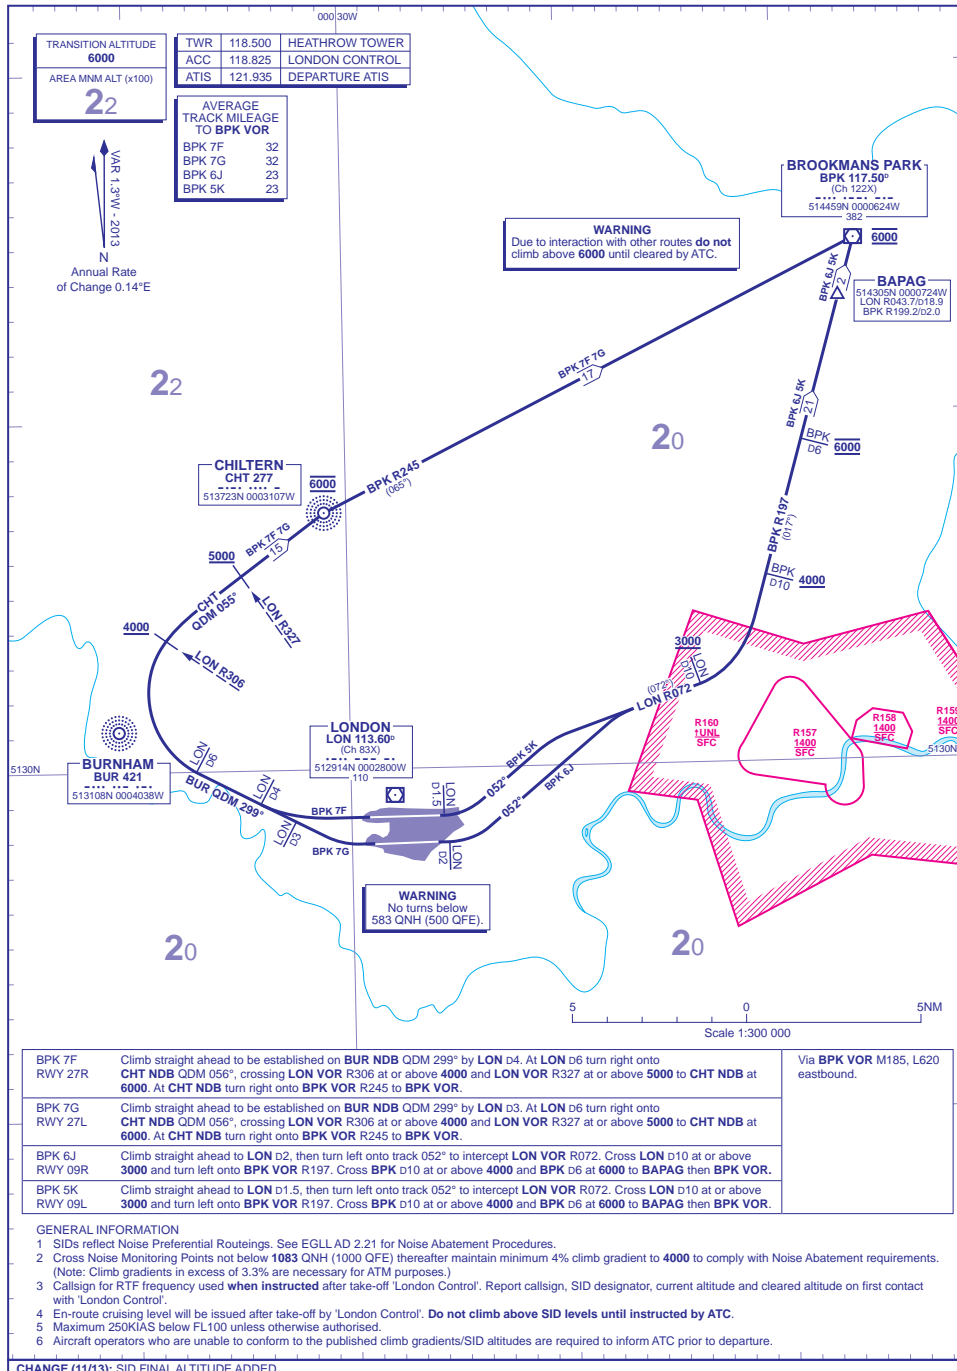 000 30W
TRANSITION ALTITUDE
6000
AREA MNM ALT (x100)
22
TWR 118.500 HEATHROW TOWER
ACC 118.825 LONDON CONTROL
ATIS 121.935 DEPARTURE ATIS
AVERAGE
TRACK MILEAGE
TO BPK VOR
BPK 7F 32
BPK 7G 32
BPK 6J 23
BPK 5K 23
VAR 1.3°W - 2013
N
Annual Rate
of Change 0.14°E
BROOKMANS PARK
BPK 117.50ᴰ
(Ch 122X)
514459N 0000624W
382
6000
WARNING
Due to interaction with other routes do not
climb above 6000 until cleared by ATC.
BPK 6J 5K
2
BAPAG
514305N 0000724W
LON R043.7/D18.9
BPK R199.2/D2.0
BPK 7F 7G
17
22
20
BPK 6J 5K
21
BPK
D6
6000
CHILTERN
CHT 277
513723N 0003107W
6000
BPK R245
(065°)
BPK 7F 7G
15
5000
BPK R197
(017°)
BPK
D10
4000
CHT
QDM 055°
LON R327
4000
LON R306
3000
LON
D10
(072°)
LON R072
R160
↑UNL
SFC
R157
1400
SFC
R158
1400
SFC
R159
1400
SFC
5130N
BURNHAM
BUR 421
513108N 0004038W
5130N
LONDON
LON 113.60ᴰ
(Ch 83X)
512914N 0002800W
110
LON
D6
BUR QDM 299°
LON
D4
LON
D3
BPK 7F
BPK 7G
LON
D1.5
LON
D2
052°
BPK 5K
052°
BPK 6J
WARNING
No turns below
583 QNH (500 QFE).
20
20
5 0 5NM
Scale 1:300 000
BPK 7F Climb straight ahead to be established on BUR NDB QDM 299° by LON D4. At LON D6 turn right onto
RWY 27R CHT NDB QDM 056°, crossing LON VOR R306 at or above 4000 and LON VOR R327 at or above 5000 to CHT NDB at
6000. At CHT NDB turn right onto BPK VOR R245 to BPK VOR.
Via BPK VOR M185, L620
eastbound.
BPK 7G Climb straight ahead to be established on BUR NDB QDM 299° by LON D3. At LON D6 turn right onto
RWY 27L CHT NDB QDM 056°, crossing LON VOR R306 at or above 4000 and LON VOR R327 at or above 5000 to CHT NDB at
6000. At CHT NDB turn right onto BPK VOR R245 to BPK VOR.
BPK 6J Climb straight ahead to LON D2, then turn left onto track 052° to intercept LON VOR R072. Cross LON D10 at or above
RWY 09R 3000 and turn left onto BPK VOR R197. Cross BPK D10 at or above 4000 and BPK D6 at 6000 to BAPAG then BPK VOR.
BPK 5K Climb straight ahead to LON D1.5, then turn left onto track 052° to intercept LON VOR R072. Cross LON D10 at or above
RWY 09L 3000 and turn left onto BPK VOR R197. Cross BPK D10 at or above 4000 and BPK D6 at 6000 to BAPAG then BPK VOR.
GENERAL INFORMATION
1 SIDs reflect Noise Preferential Routeings. See EGLL AD 2.21 for Noise Abatement Procedures.
2 Cross Noise Monitoring Points not below 1083 QNH (1000 QFE) thereafter maintain minimum 4% climb gradient to 4000 to comply with Noise Abatement requirements.
(Note: Climb gradients in excess of 3.3% are necessary for ATM purposes.)
3 Callsign for RTF frequency used when instructed after take-off 'London Control'. Report callsign, SID designator, current altitude and cleared altitude on first contact
with 'London Control'.
4 En-route cruising level will be issued after take-off by 'London Control'. Do not climb above SID levels until instructed by ATC.
5 Maximum 250KIAS below FL100 unless otherwise authorised.
6 Aircraft operators who are unable to conform to the published climb gradients/SID altitudes are required to inform ATC prior to departure.
CHANGE (11/13): SID FINAL ALTITUDE ADDED